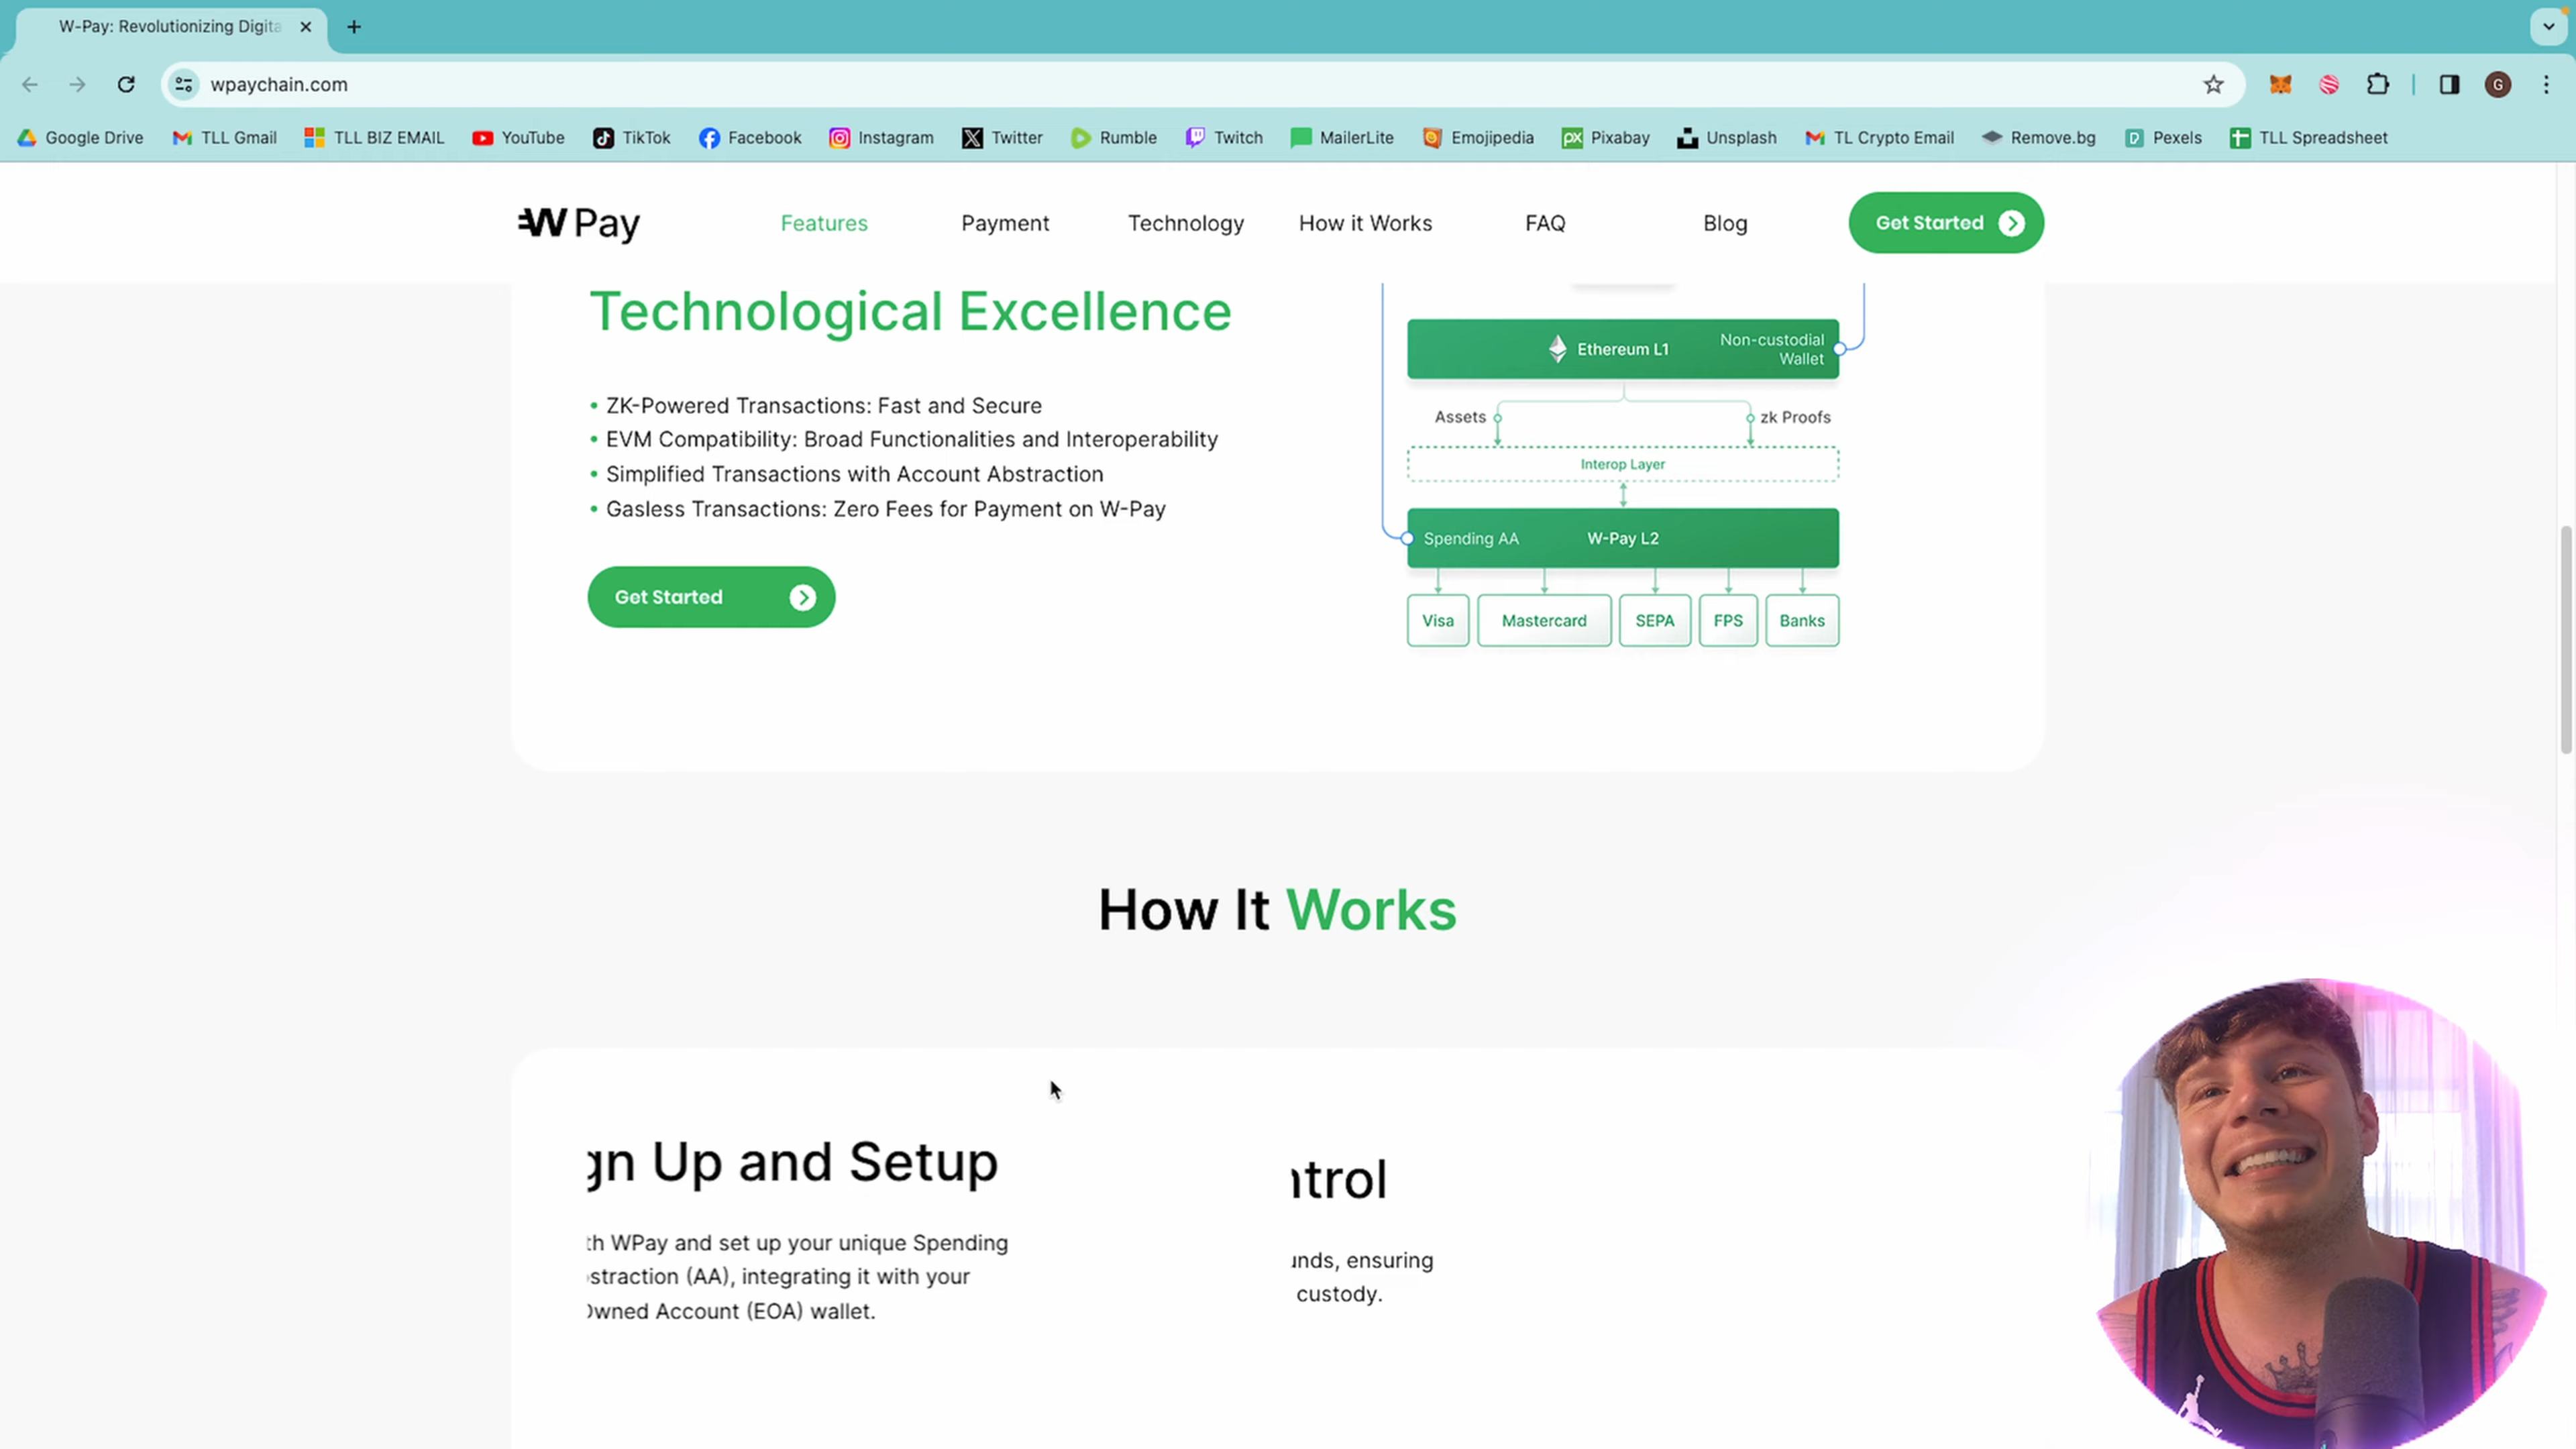 W-Pay: Revolutionizing Digita
wpaychain.com
G
Google Drive
TLL Gmail
TLL BIZ EMAIL
YouTube
TikTok
Facebook
Instagram
Twitter
Rumble
Twitch
MailerLite
Emojipedia
px Pixabay
Unsplash
TL Crypto Email
Remove.bg
Pexels
TLL Spreadsheet
W Pay
Features
Payment
Technology
How it Works
FAQ
Blog
Get Started
Technological Excellence
• ZK-Powered Transactions: Fast and Secure
• EVM Compatibility: Broad Functionalities and Interoperability
• Simplified Transactions with Account Abstraction
• Gasless Transactions: Zero Fees for Payment on W-Pay
Get Started
Ethereum L1
Non-custodial
Wallet
Assets
zk Proofs
Interop Layer
Spending AA
W-Pay L2
Visa
Mastercard
SEPA
FPS
Banks
How It Works
gn Up and Setup
th WPay and set up your unique Spending
straction (AA), integrating it with your
Owned Account (EOA) wallet.
ntrol
unds, ensuring
custody.